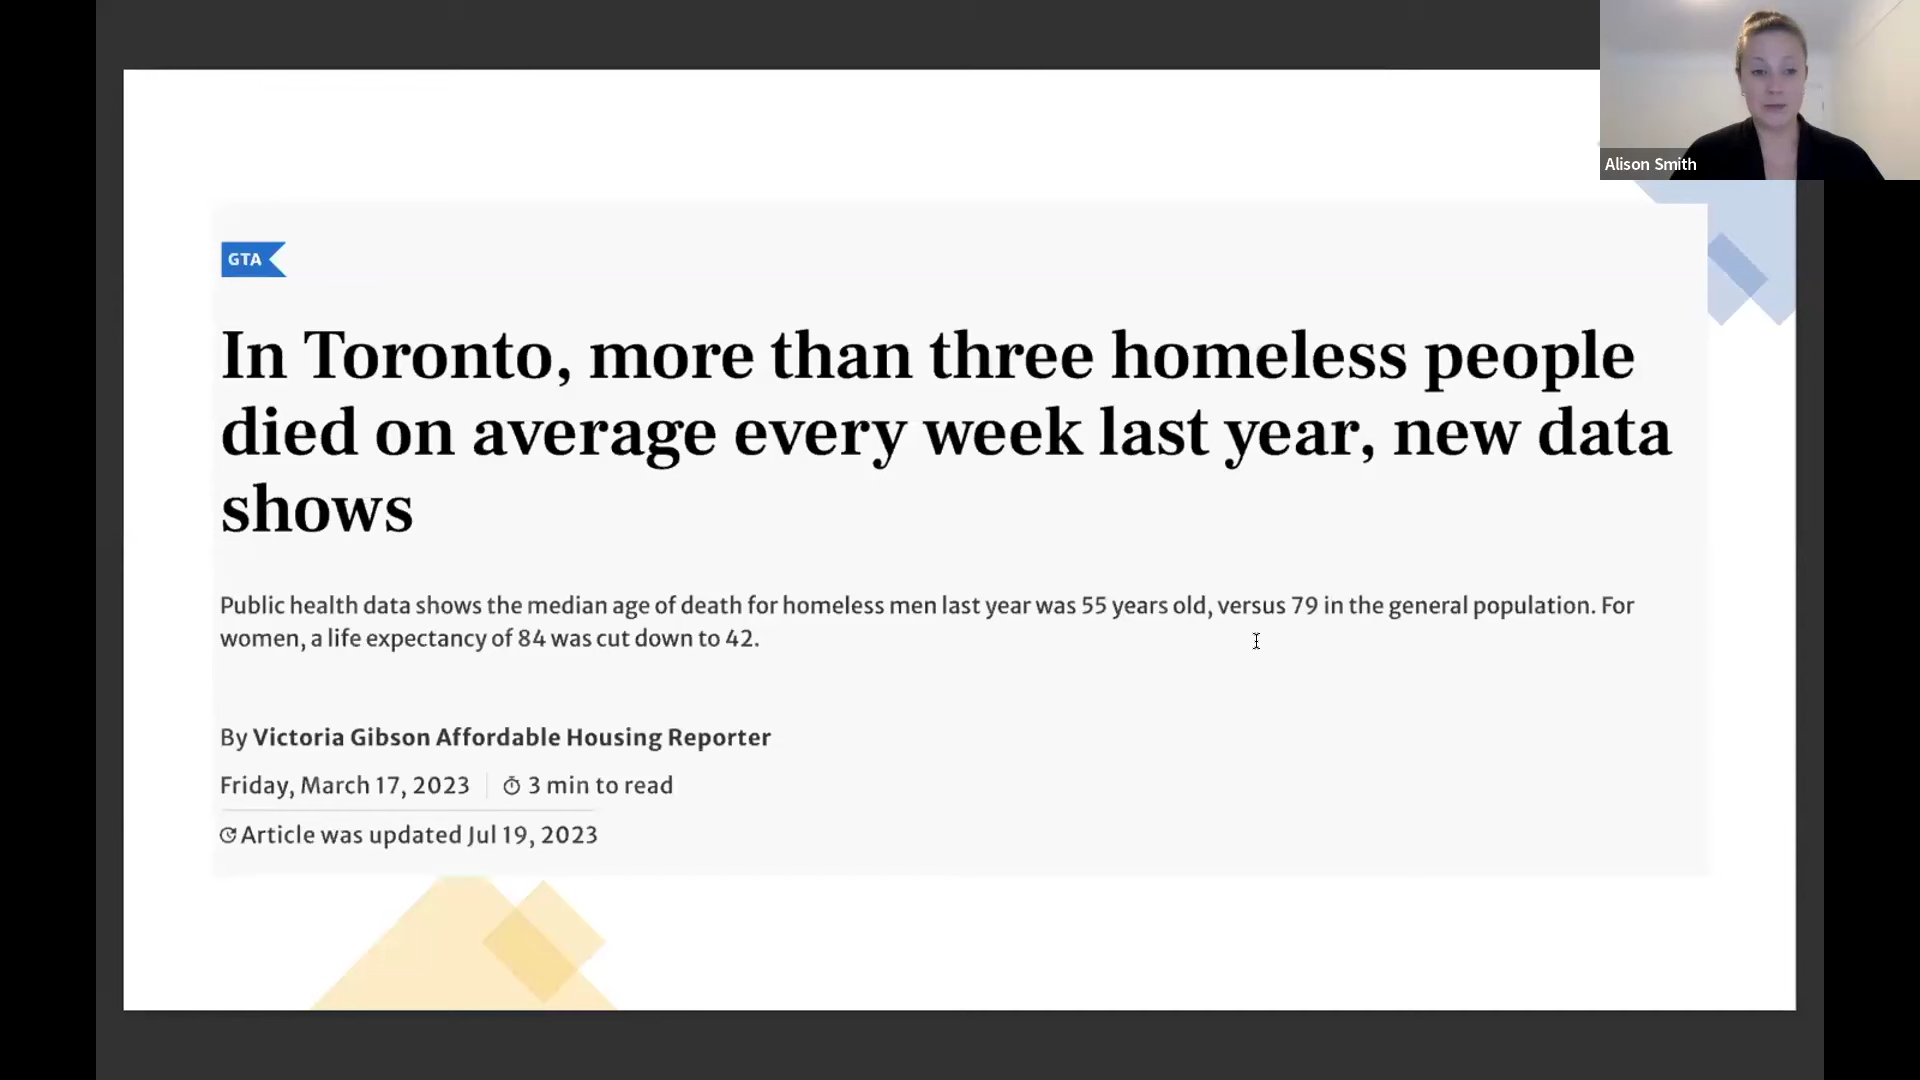 Alison Smith
GTA
In Toronto, more than three homeless people
died on average every week last year, new data
shows
Public health data shows the median age of death for homeless men last year was 55 years old, versus 79 in the general population. For
women, a life expectancy of 84 was cut down to 42.
By Victoria Gibson Affordable Housing Reporter
Friday, March 17, 2023 3 min to read
Article was updated Jul 19, 2023